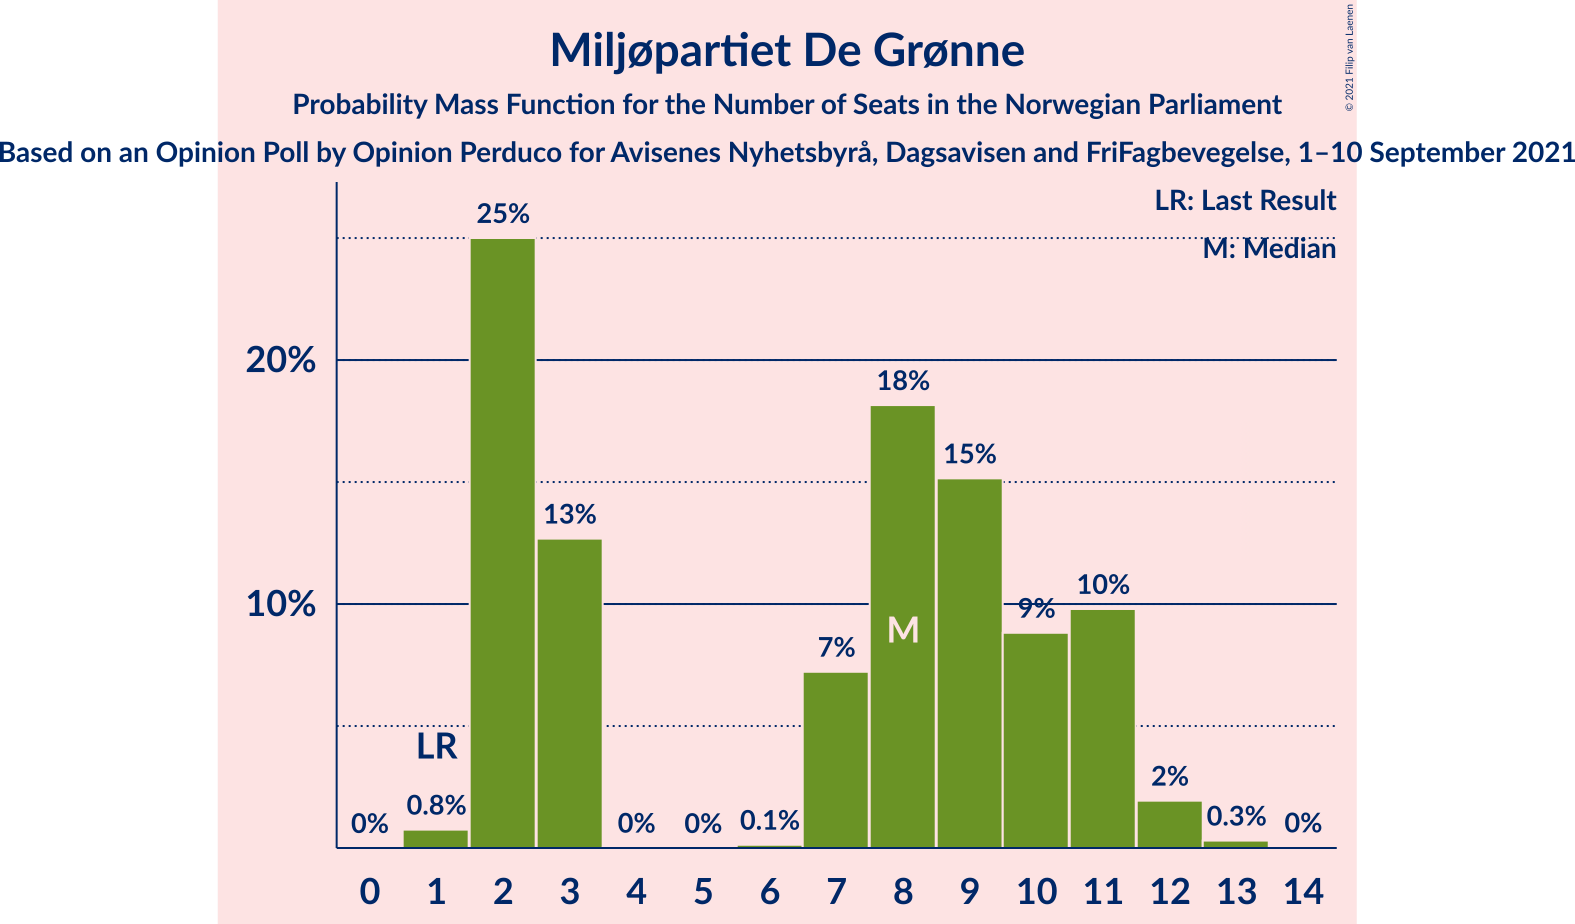 Miljøpartiet De Grønne
Probability Mass Function for the Number of Seats in the Norwegian Parliament
Based on an Opinion Poll by Opinion Perduco for Avisenes Nyhetsbyrå, Dagsavisen and FriFagbevegelse, 1–10 September 2021
© 2021 Filip van Laenen
LR: Last Result
M: Median
25%
20%
18%
15%
13%
10%
10%
9%
M
7%
LR
2%
0%
0.8%
0%
0%
0.1%
0.3%
0%
0 1 2 3 4 5 6 7 8 9 10 11 12 13 14